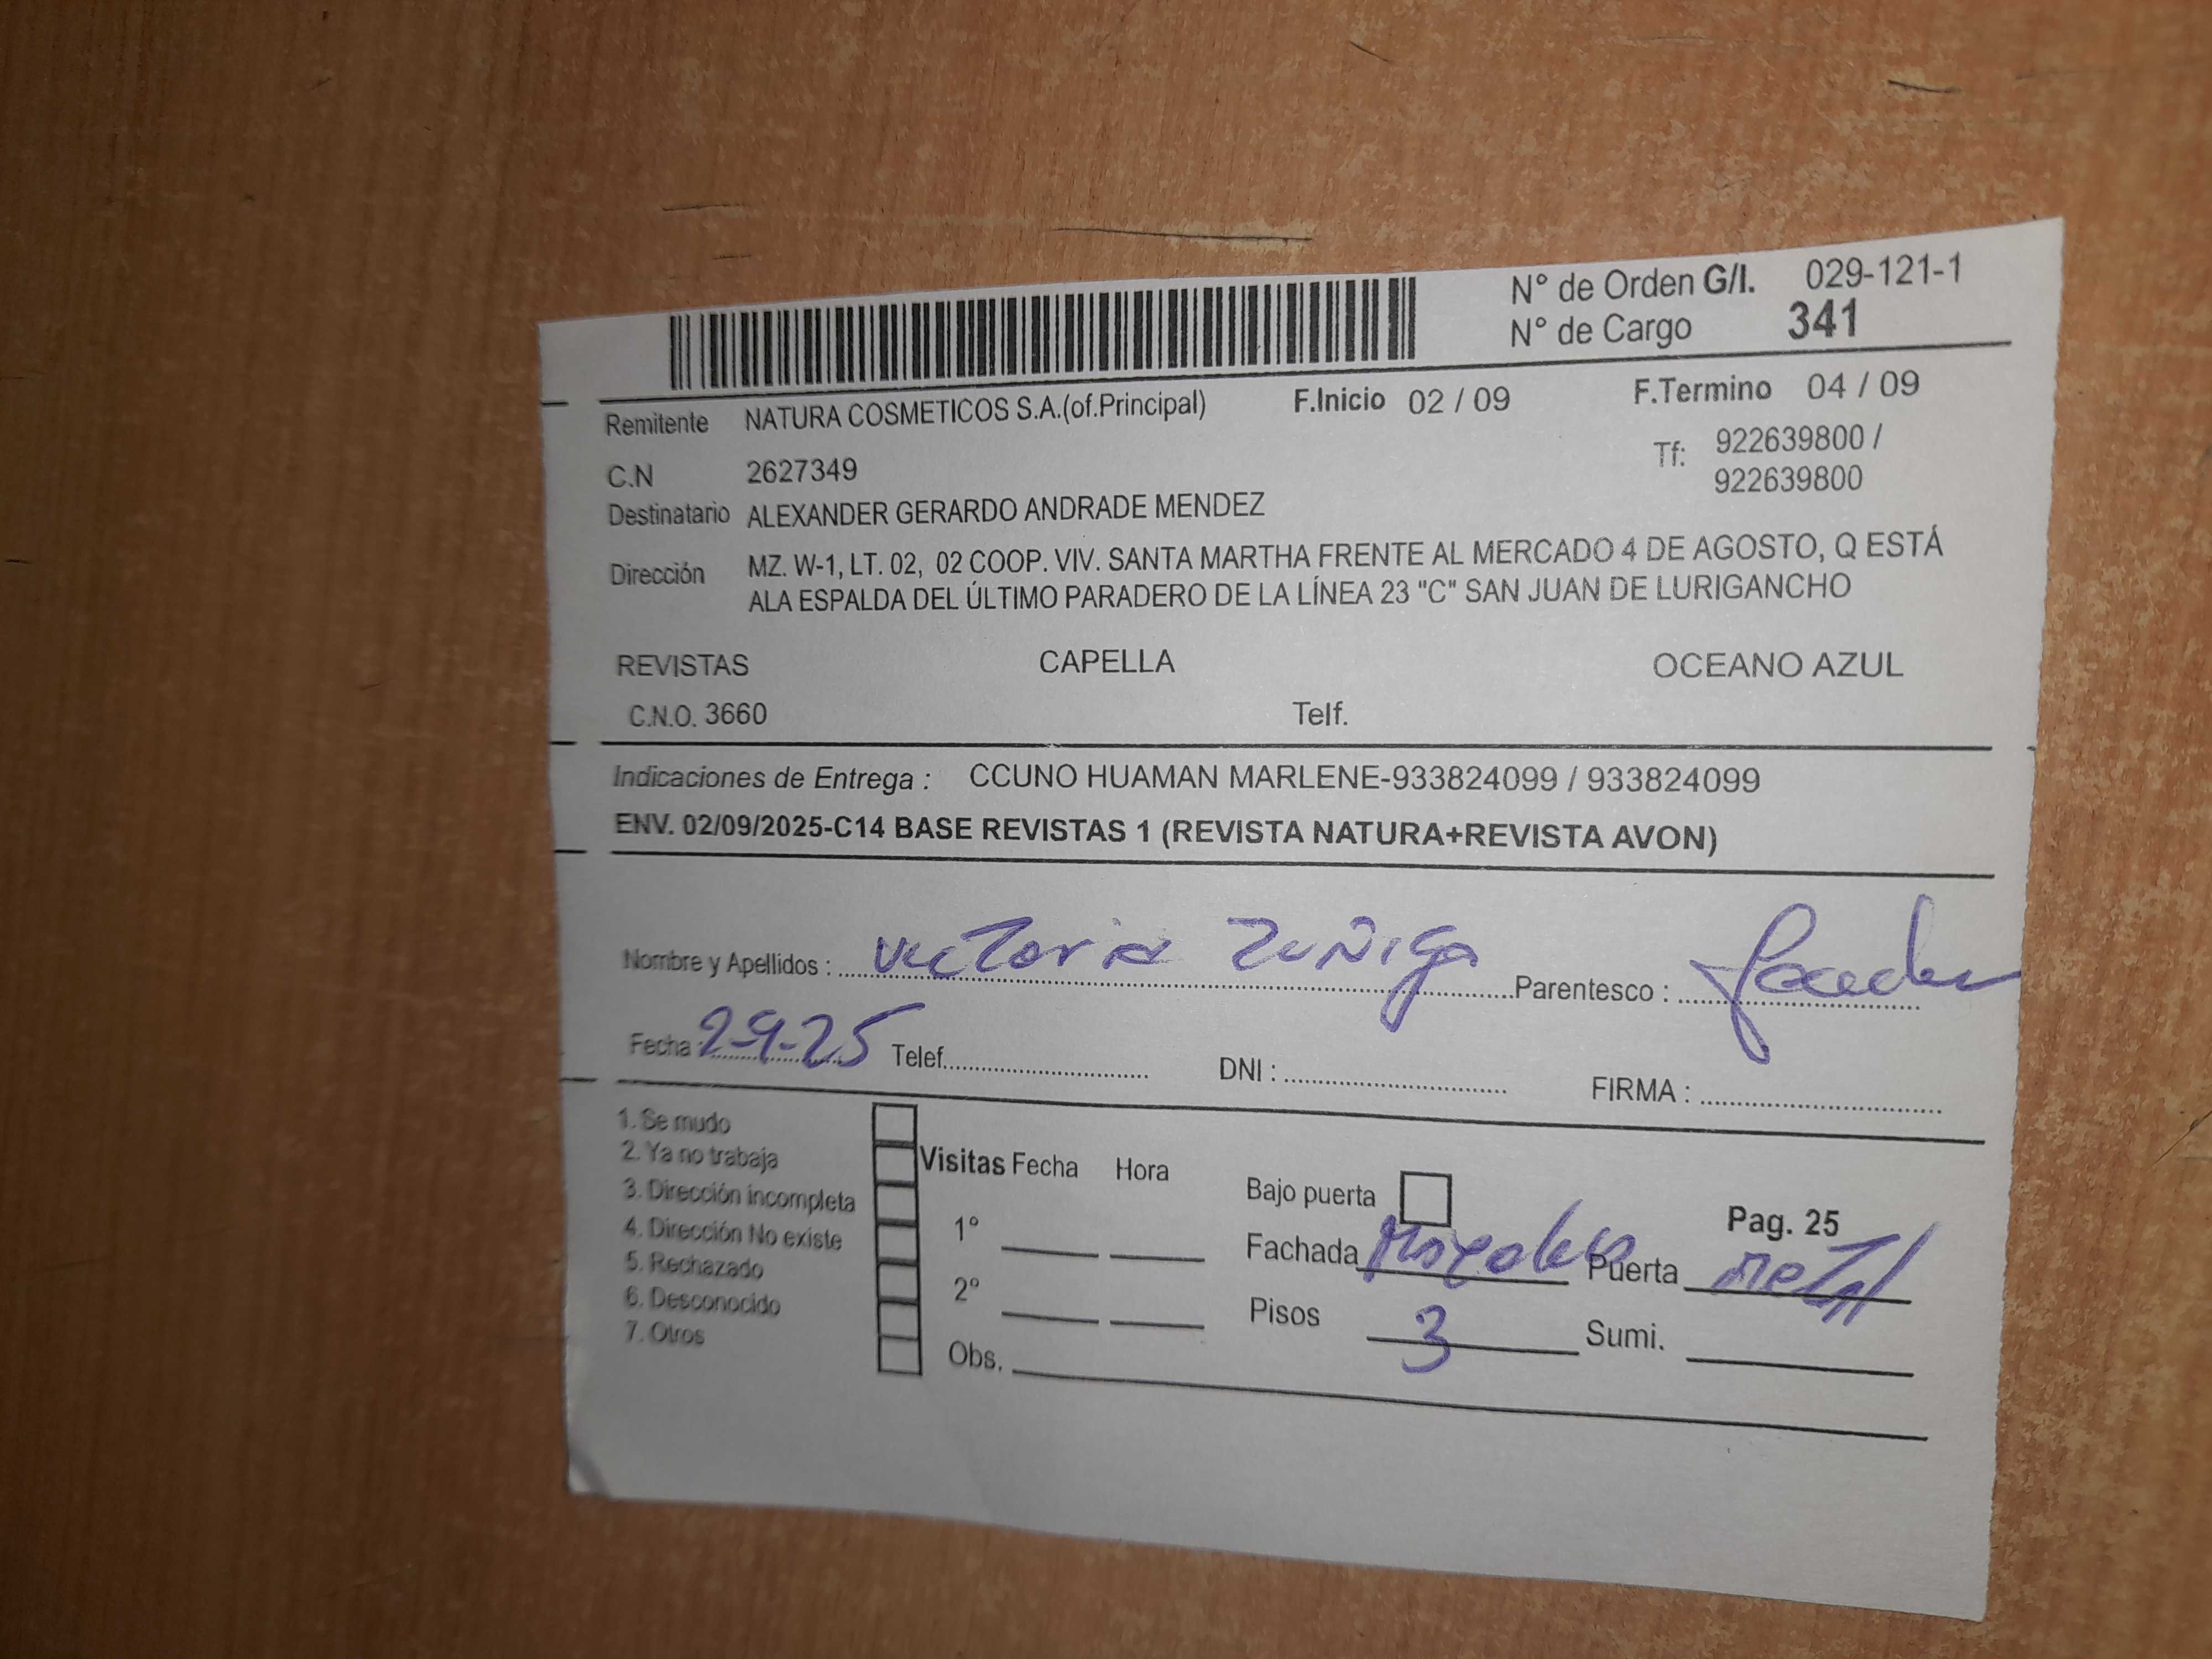 N° de Orden G/I. 029-121-1
N° de Cargo 341
Remitente NATURA COSMETICOS S.A.(of.Principal) F.Inicio 02 / 09 F.Termino 04 / 09
C.N 2627349 Tf: 922639800 /
922639800
Destinatario ALEXANDER GERARDO ANDRADE MENDEZ
Dirección MZ. W-1, LT. 02, 02 COOP. VIV. SANTA MARTHA FRENTE AL MERCADO 4 DE AGOSTO, Q ESTÁ
ALA ESPALDA DEL ÚLTIMO PARADERO DE LA LÍNEA 23 "C" SAN JUAN DE LURIGANCHO
REVISTAS CAPELLA OCEANO AZUL
C.N.O. 3660 Telf.
Indicaciones de Entrega : CCUNO HUAMAN MARLENE-933824099 / 933824099
ENV. 02/09/2025-C14 BASE REVISTAS 1 (REVISTA NATURA+REVISTA AVON)
Nombre y Apellidos : Victoria Zuñiga Parentesco :
Fecha : 2-9-25 Telef. DNI : FIRMA :
1. Se mudo
2. Ya no trabaja
3. Dirección incompleta
4. Dirección No existe
5. Rechazado
6. Desconocido
7. Otros
Visitas Fecha Hora
1°
2°
Obs.
Bajo puerta Pag. 25
Fachada Puerta Metal
Pisos 3 Sumi.